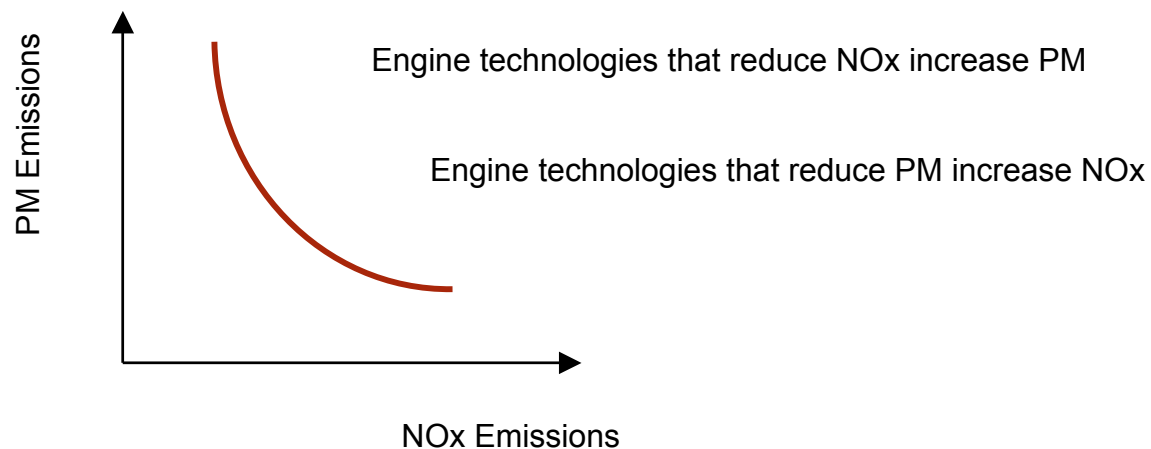 PM Emissions
Engine technologies that reduce NOx increase PM
Engine technologies that reduce PM increase NOx
NOx Emissions